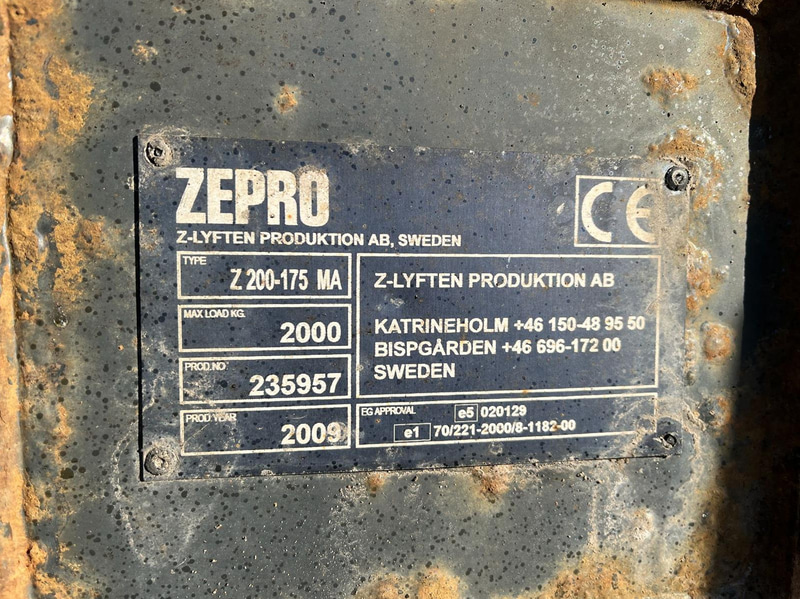 ZEPRO
Z-LYFTEN PRODUKTION AB, SWEDEN
CE
TYPE
Z 200-175 MA
MAX LOAD KG.
2000
PROD.NO
235957
PROD.YEAR
2009
Z-LYFTEN PRODUKTION AB
KATRINEHOLM +46 150-48 95 50
BISPGÅRDEN +46 696-172 00
SWEDEN
EG APPROVAL e5 020129
e1 70/221-2000/8-1182-00